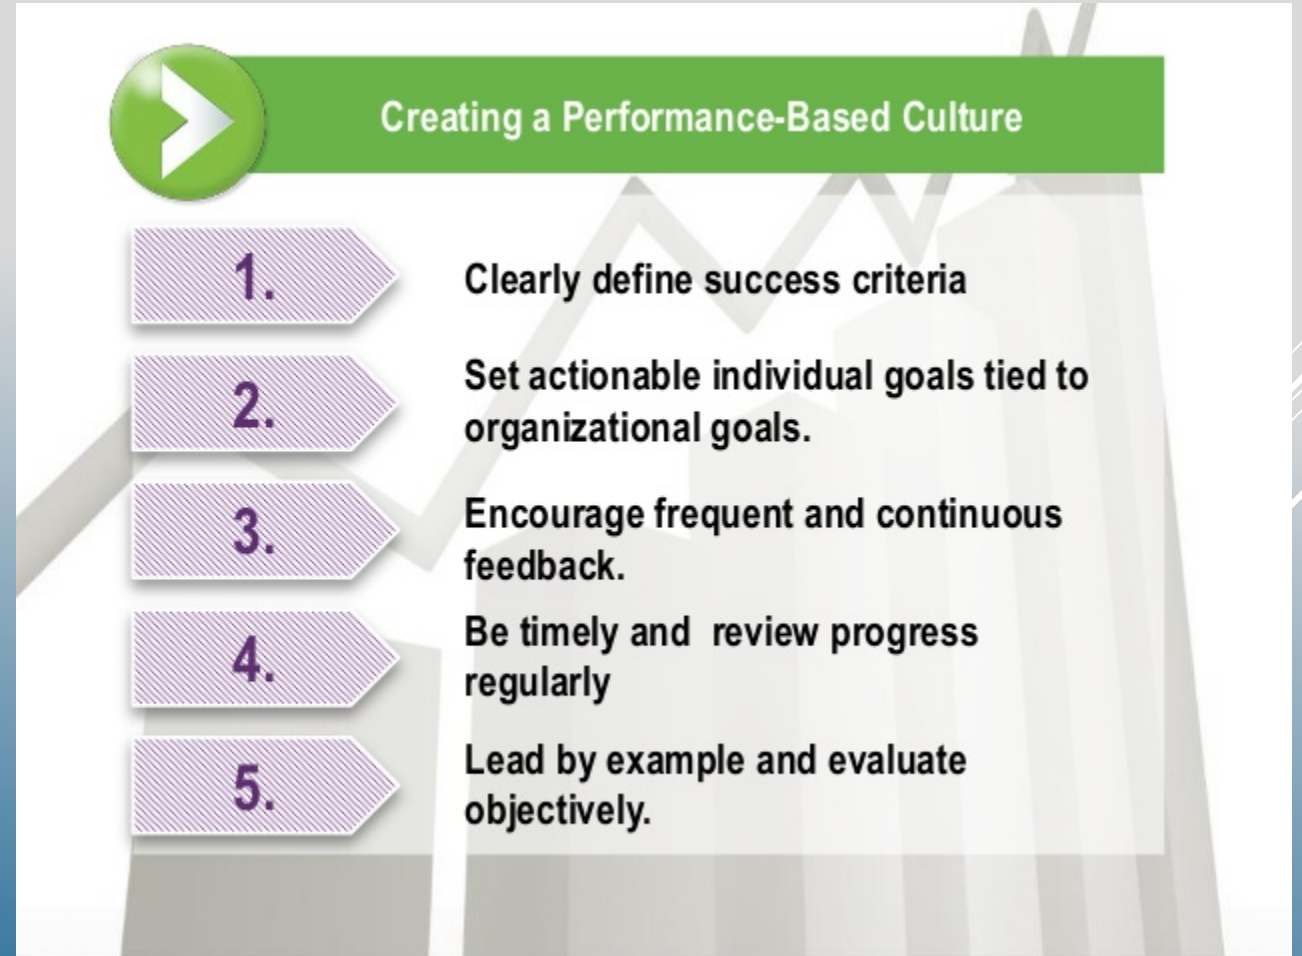 Creating a Performance-Based Culture
1.
Clearly define success criteria
2.
Set actionable individual goals tied to
organizational goals.
3.
Encourage frequent and continuous
feedback.
4.
Be timely and  review progress
regularly
5.
Lead by example and evaluate
objectively.